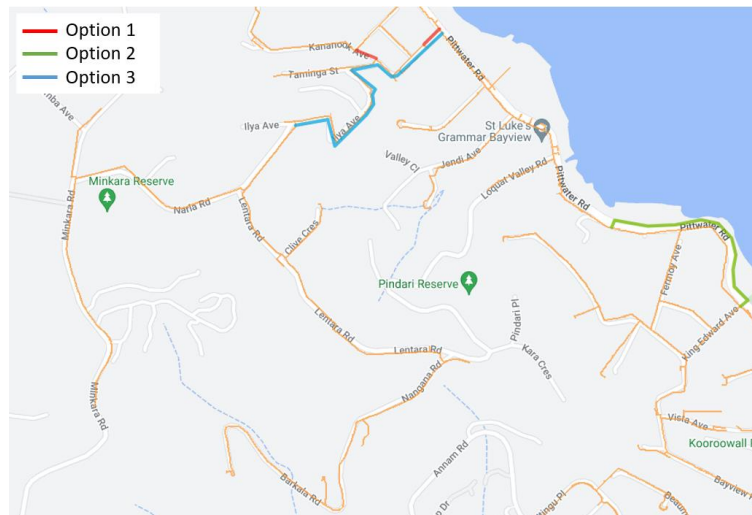 Option 1
Option 2
Option 3
Kananook Ave
Taminga St
Pittwater Rd
Ilya Ave
Ilya Ave
St Luke's
Grammar Bayview
Valley Cl
Jendi Ave
Loquat Valley Rd
Pittwater Rd
Minkara Reserve
Minkara Rd
Narla Rd
Lentara Rd
Clive Cres
Pittwater Rd
Fermoy Ave
Pindari Reserve
Pindari Pl
King Edward Ave
Lentara Rd
Lentara Rd
Kara Cres
Nangana Rd
Minkara Rd
Vista Ave
Annam Rd
Barkala Rd
Bayview